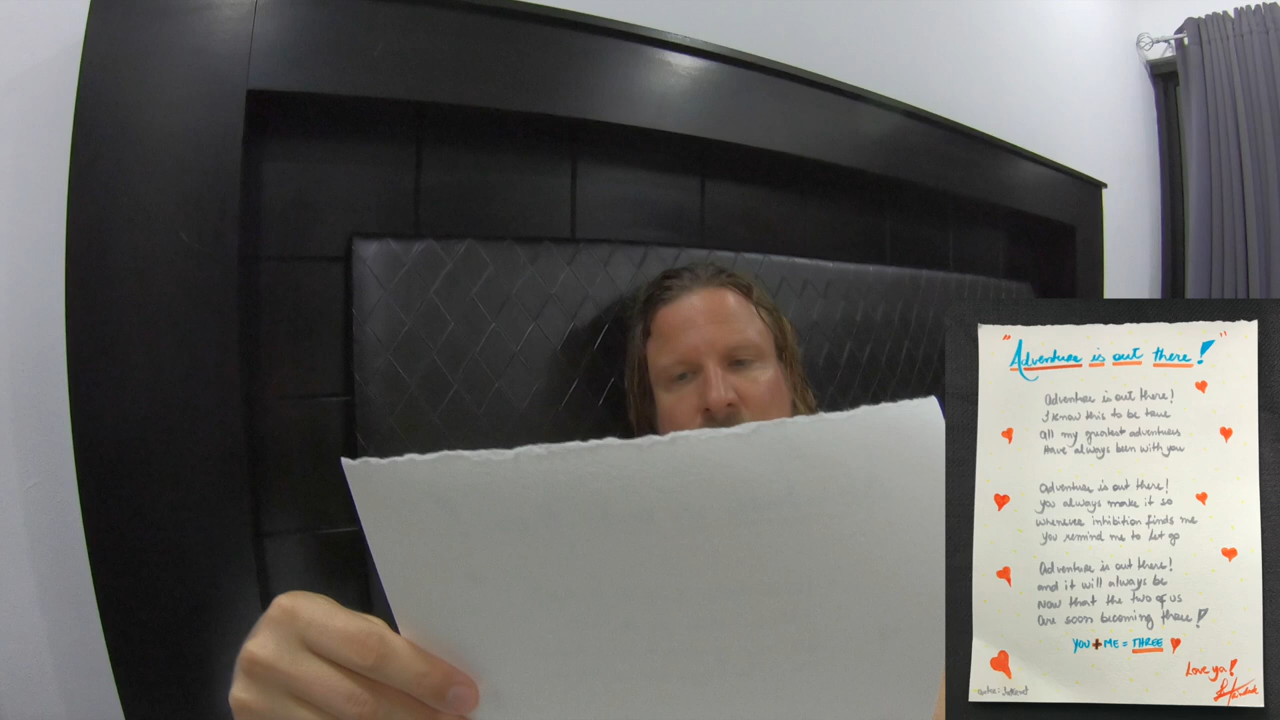 "Adventure is out there!"
Adventure is out there!
I know this to be true
All my greatest adventures
Have always been with you
Adventure is out there!
you always make it so
whenever inhibition finds me
You remind me to let go
Adventure is out there!
and it will always be
Now that the two of us
are soon becoming three!
YOU + ME = THREE
Love ya!